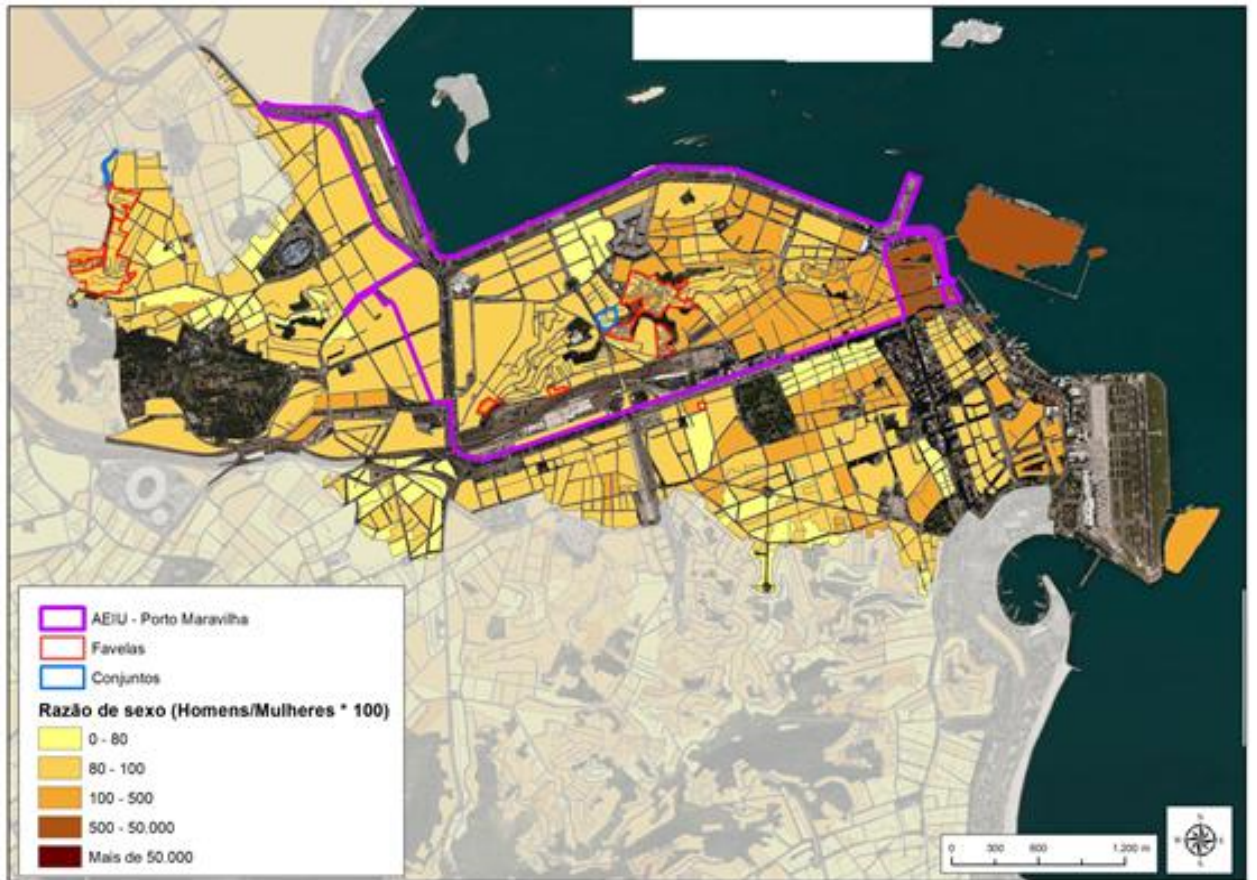 AEIU - Porto Maravilha
Favelas
Conjuntos
Razão de sexo (Homens/Mulheres * 100)
0 - 80
80 - 100
100 - 500
500 - 50.000
Mais de 50.000
0 300 600 1.200 m
N
S